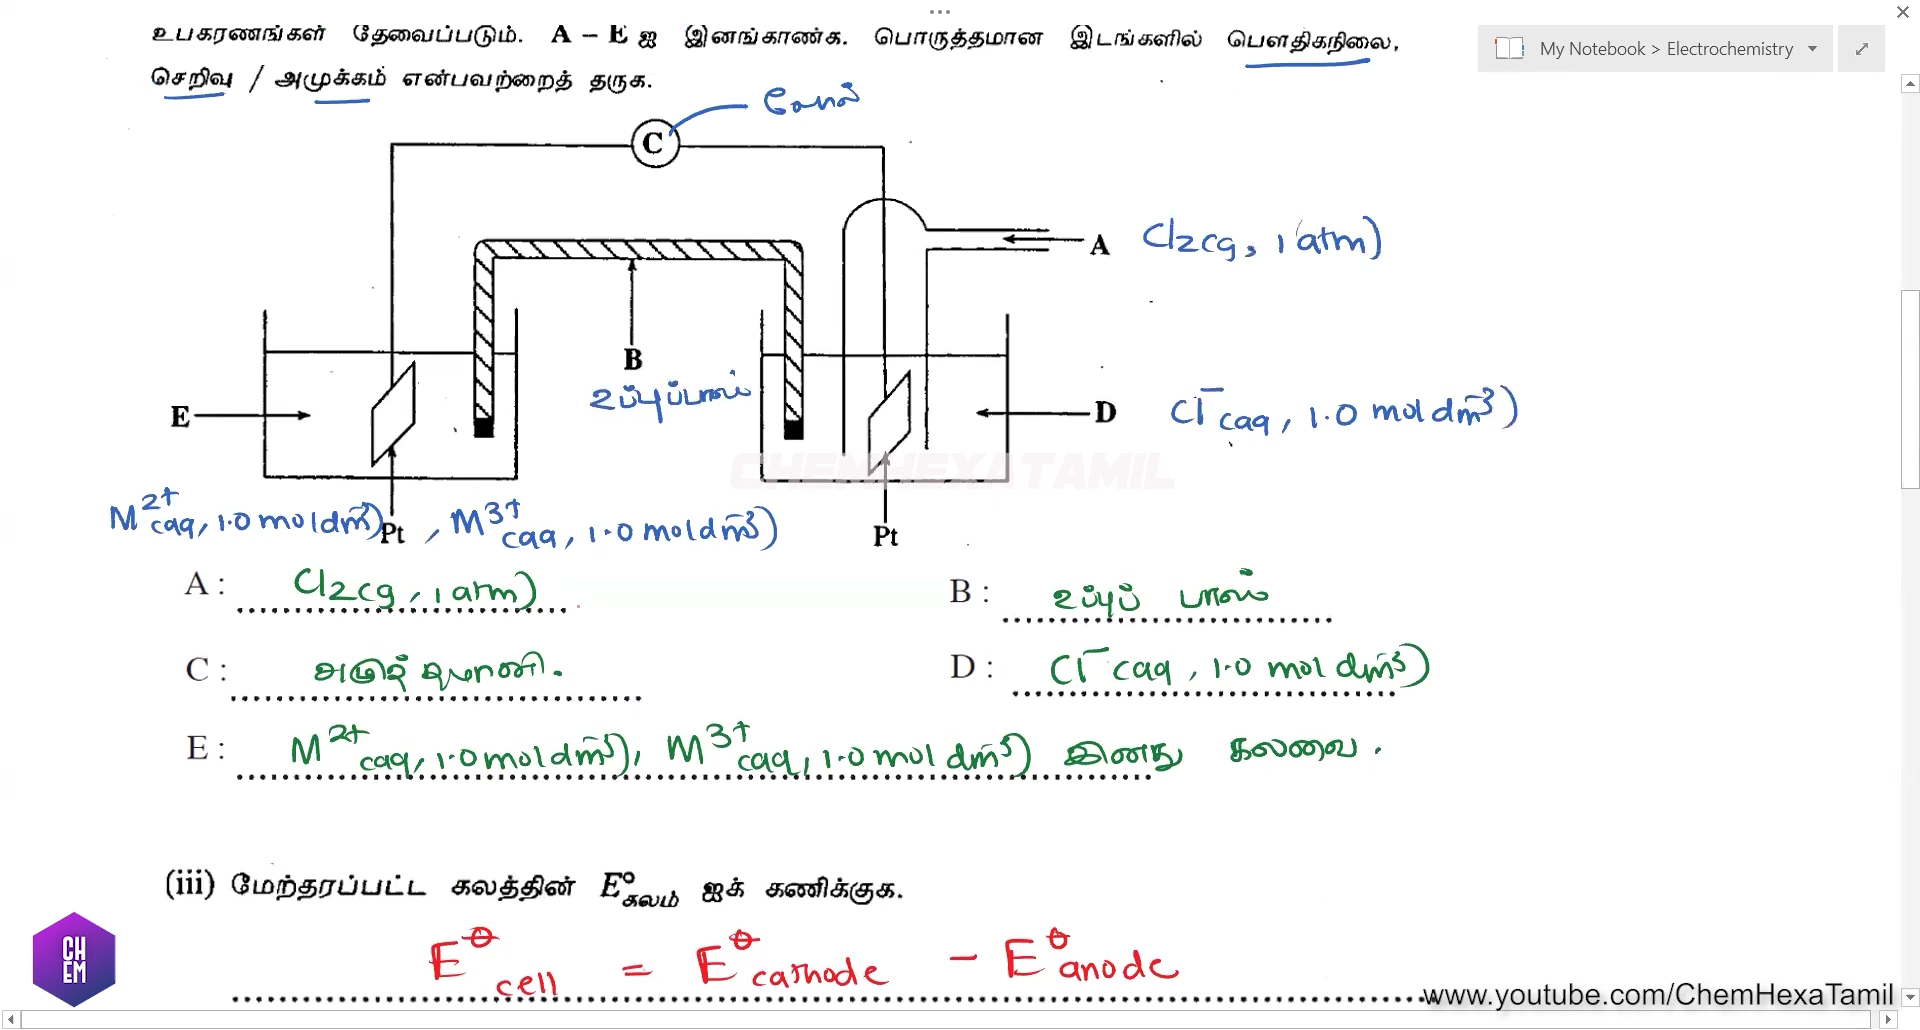 உபகரணங்கள் தேவைப்படும். A – E ஐ இனங்காண்க. பொருத்தமான இடங்களில் பௌதிகநிலை,
செறிவு / அமுக்கம் என்பவற்றைத் தருக.
My Notebook > Electrochemistry
C
A Cl2(g, 1 atm)
B
உப்புப்பாலம்
E
D Cl⁻(aq, 1.0 mol dm⁻³)
M²⁺(aq, 1.0 mol dm⁻³), M³⁺(aq, 1.0 mol dm⁻³)
Pt Pt
CHEMHEXATAMIL
A : Cl2(g, 1 atm)
B : உப்புப் பாலம்
C :
D : Cl⁻(aq, 1.0 mol dm⁻³)
E : M²⁺(aq, 1.0 mol dm⁻³), M³⁺(aq, 1.0 mol dm⁻³) இனது கலவை.
(iii) மேற்தரப்பட்ட கலத்தின் E°கலம் ஐக் கணிக்குக.
E⊖cell = E⊖cathode – E⊖anode
CH
EM
www.youtube.com/ChemHexaTamil